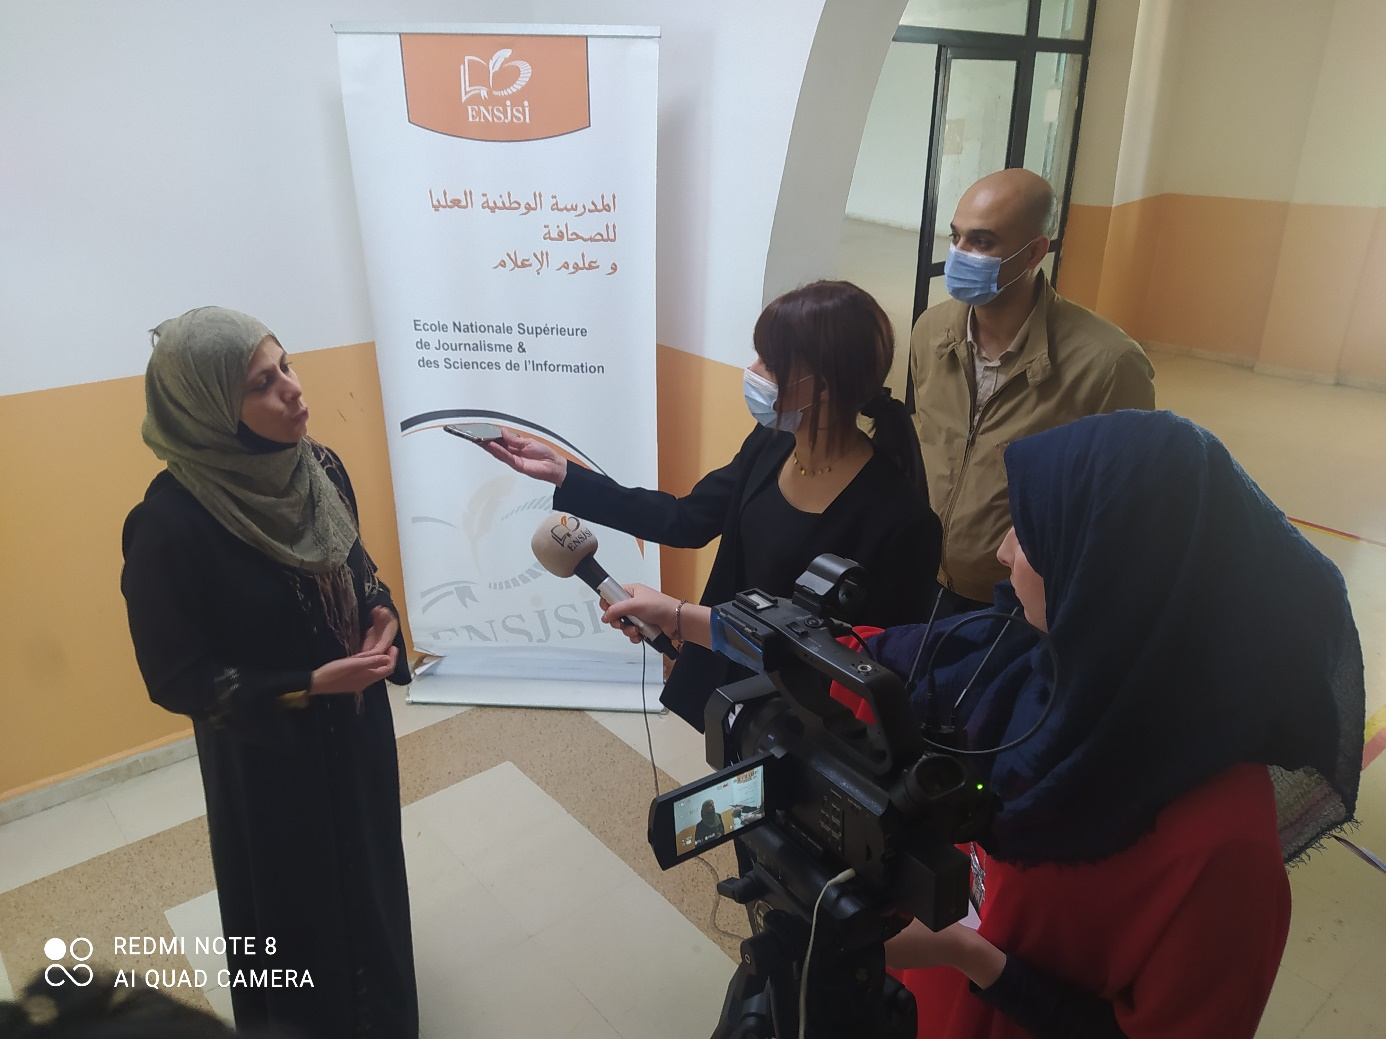 ENSJSI
المدرسة الوطنية العليا
للصحافة
و علوم الإعلام
Ecole Nationale Supérieure
de Journalisme &
des Sciences de l'Information
ENSJSI
ENSJSI
REDMI NOTE 8
AI QUAD CAMERA